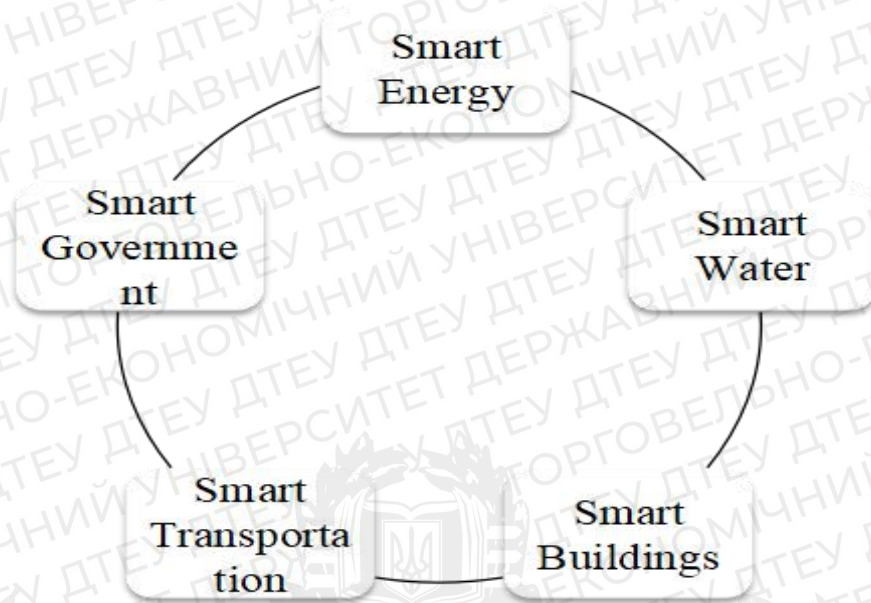 Smart
Energy
Smart
Governme
nt
Smart
Water
Smart
Transporta
tion
Smart
Buildings